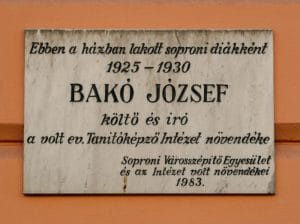 Ebben a házban lakott soproni diákként
1925 – 1930
BAKÓ JÓZSEF
költő és író
a volt ev. Tanítóképző Intézet növendéke
Soproni Városszépítő Egyesület
és az Intézet volt növendékei
1983.